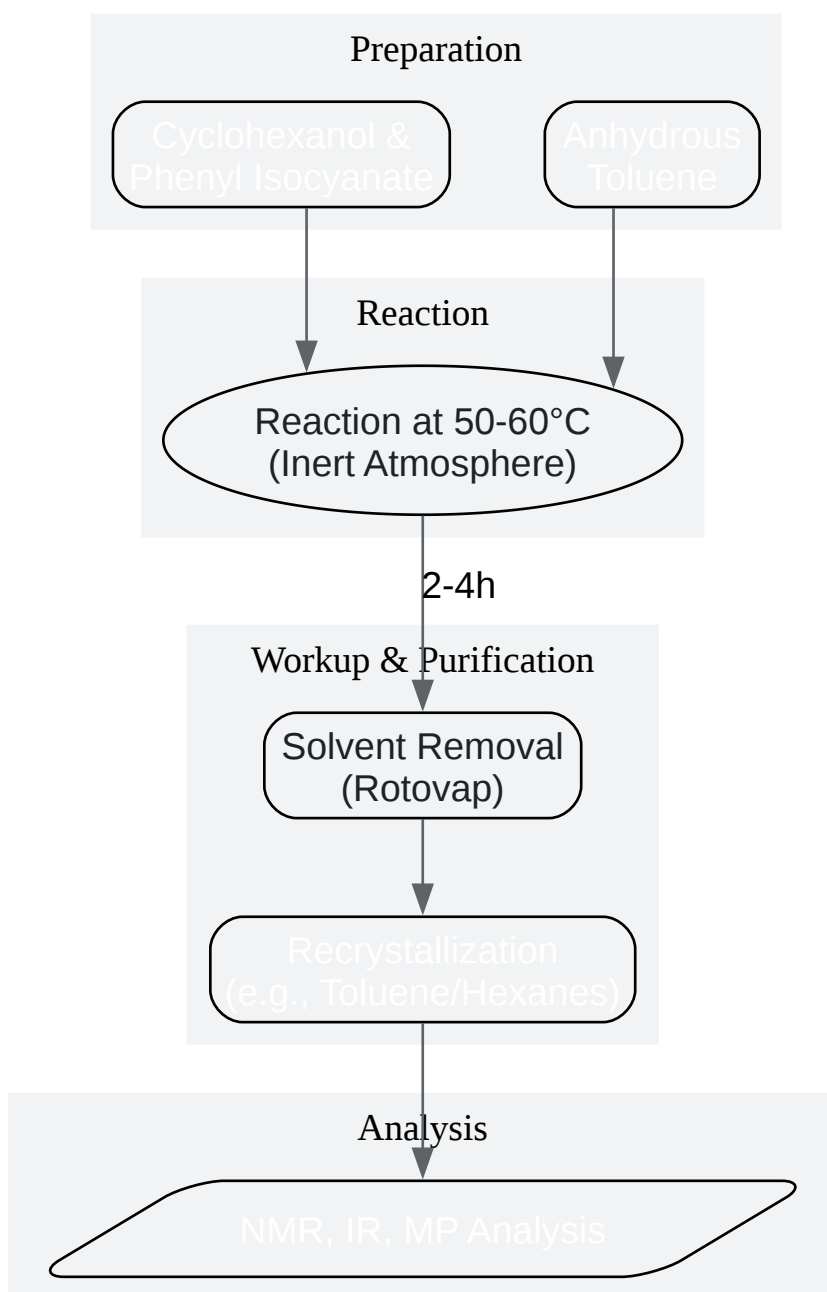 Preparation
Cyclohexanol &
Phenyl Isocyanate
Anhydrous
Toluene
Reaction
Reaction at 50-60°C
(Inert Atmosphere)
2-4h
Workup & Purification
Solvent Removal
(Rotovap)
Recrystallization
(e.g., Toluene/Hexanes)
Analysis
NMR, IR, MP Analysis